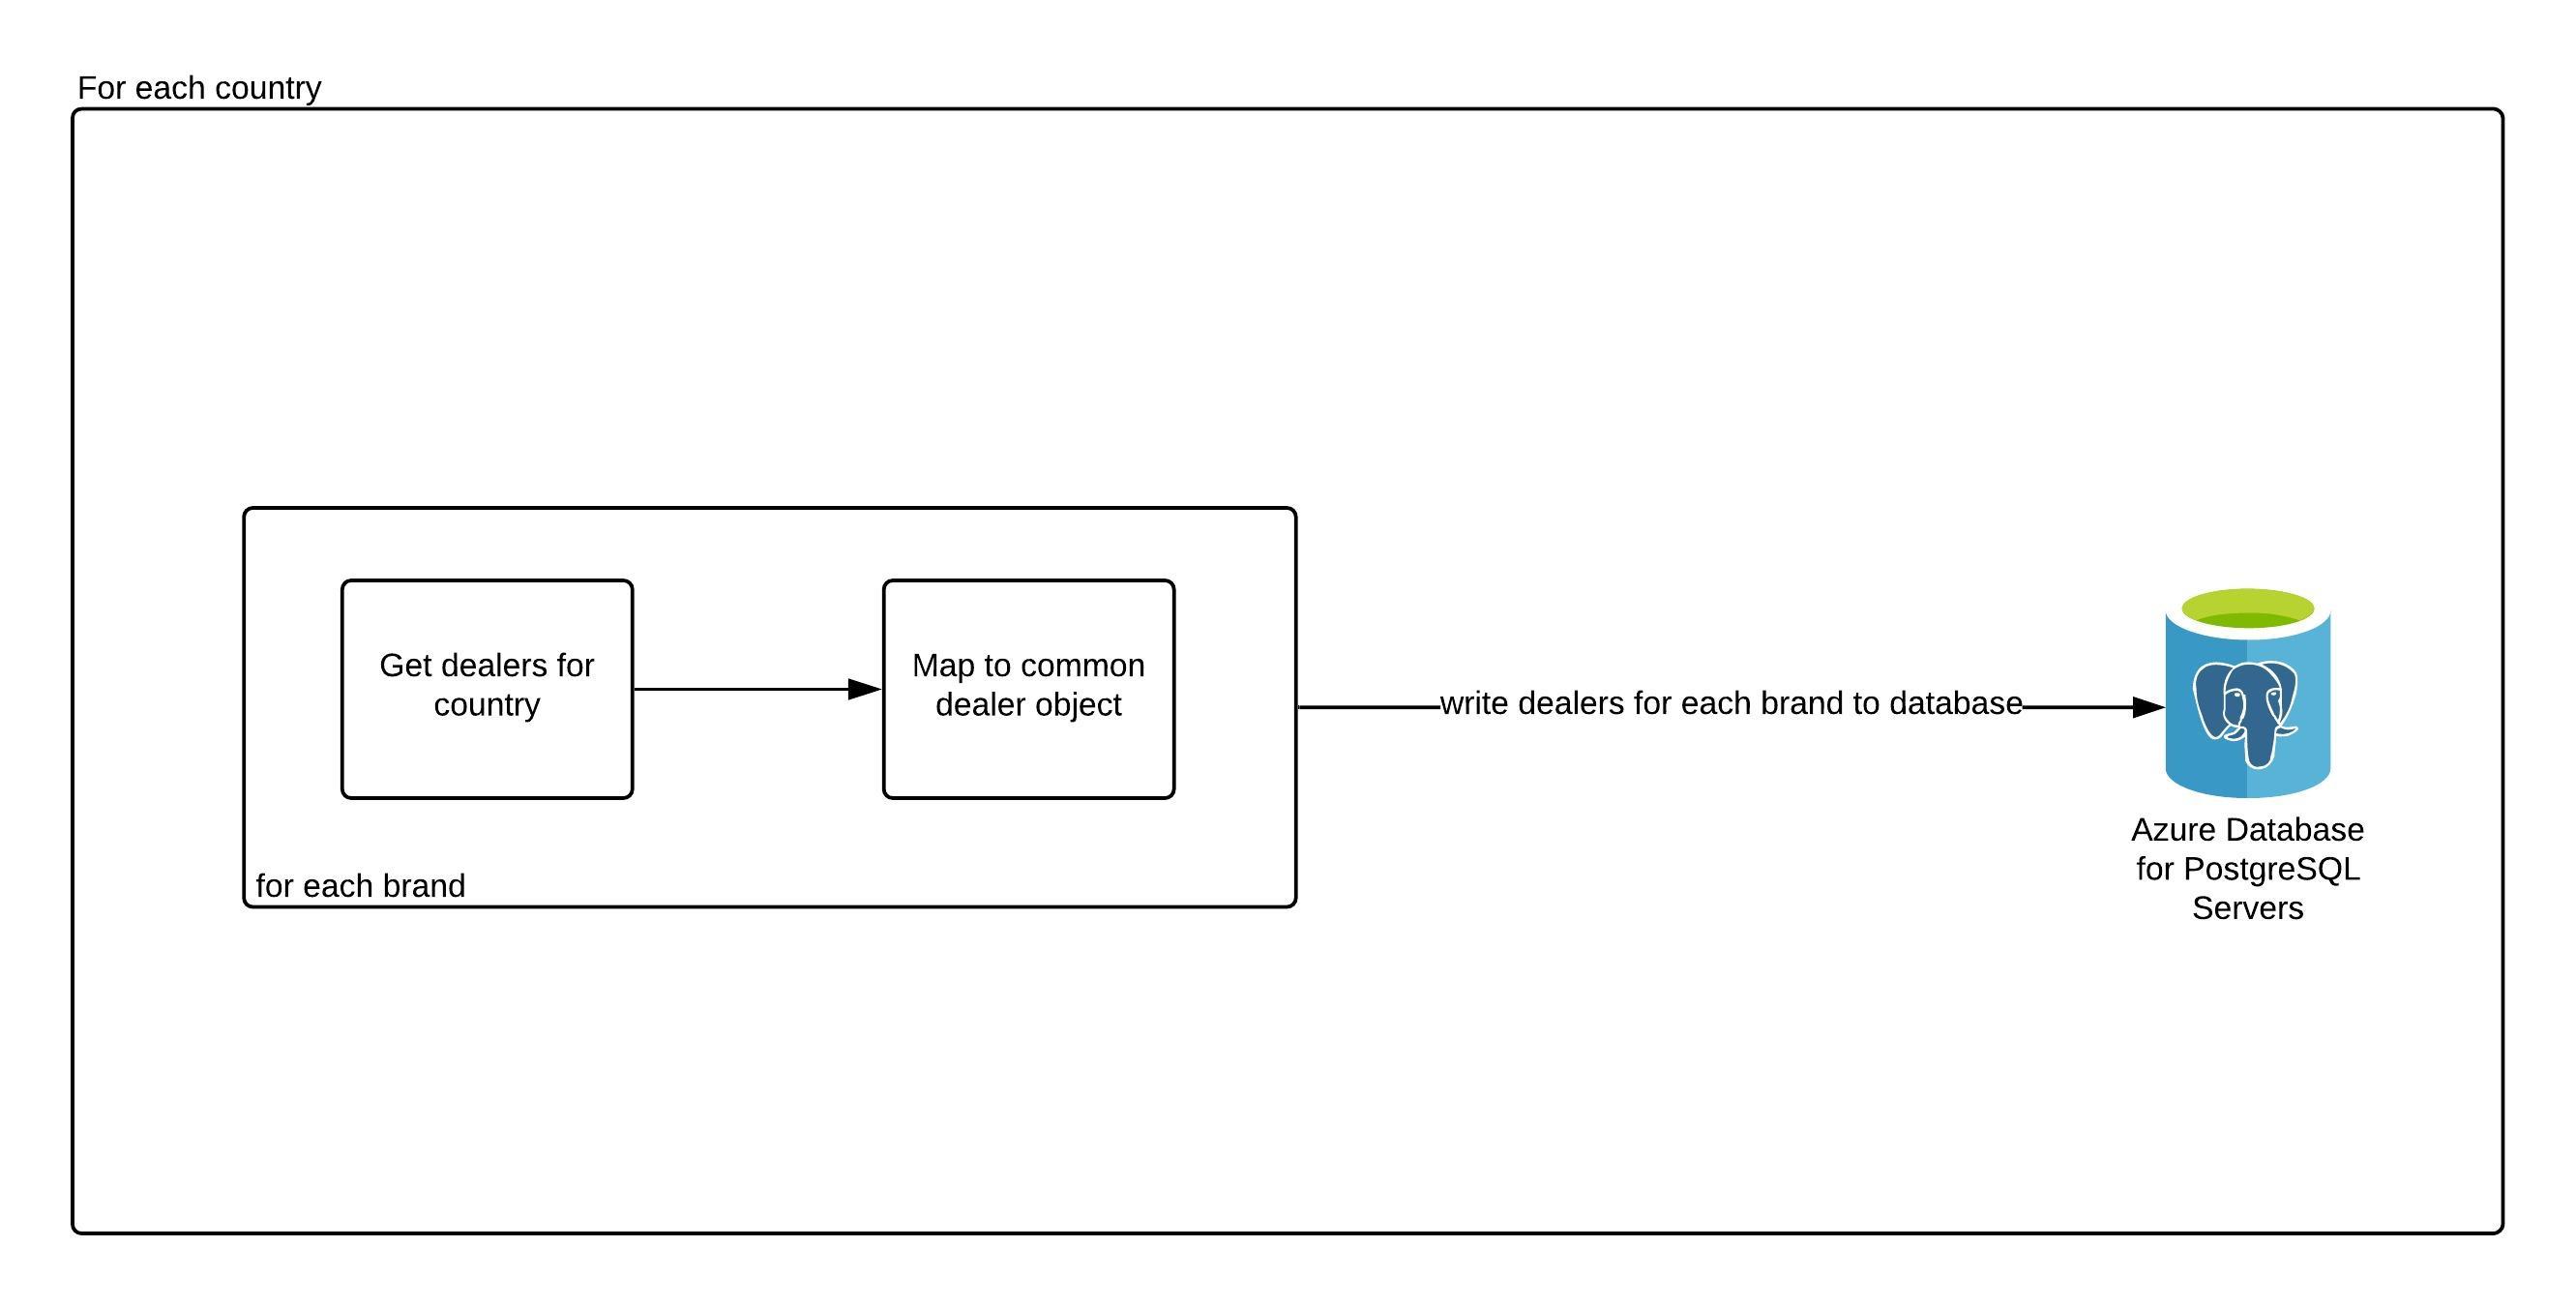 For each country
Get dealers for
country
Map to common
dealer object
for each brand
write dealers for each brand to database
Azure Database
for PostgreSQL
Servers